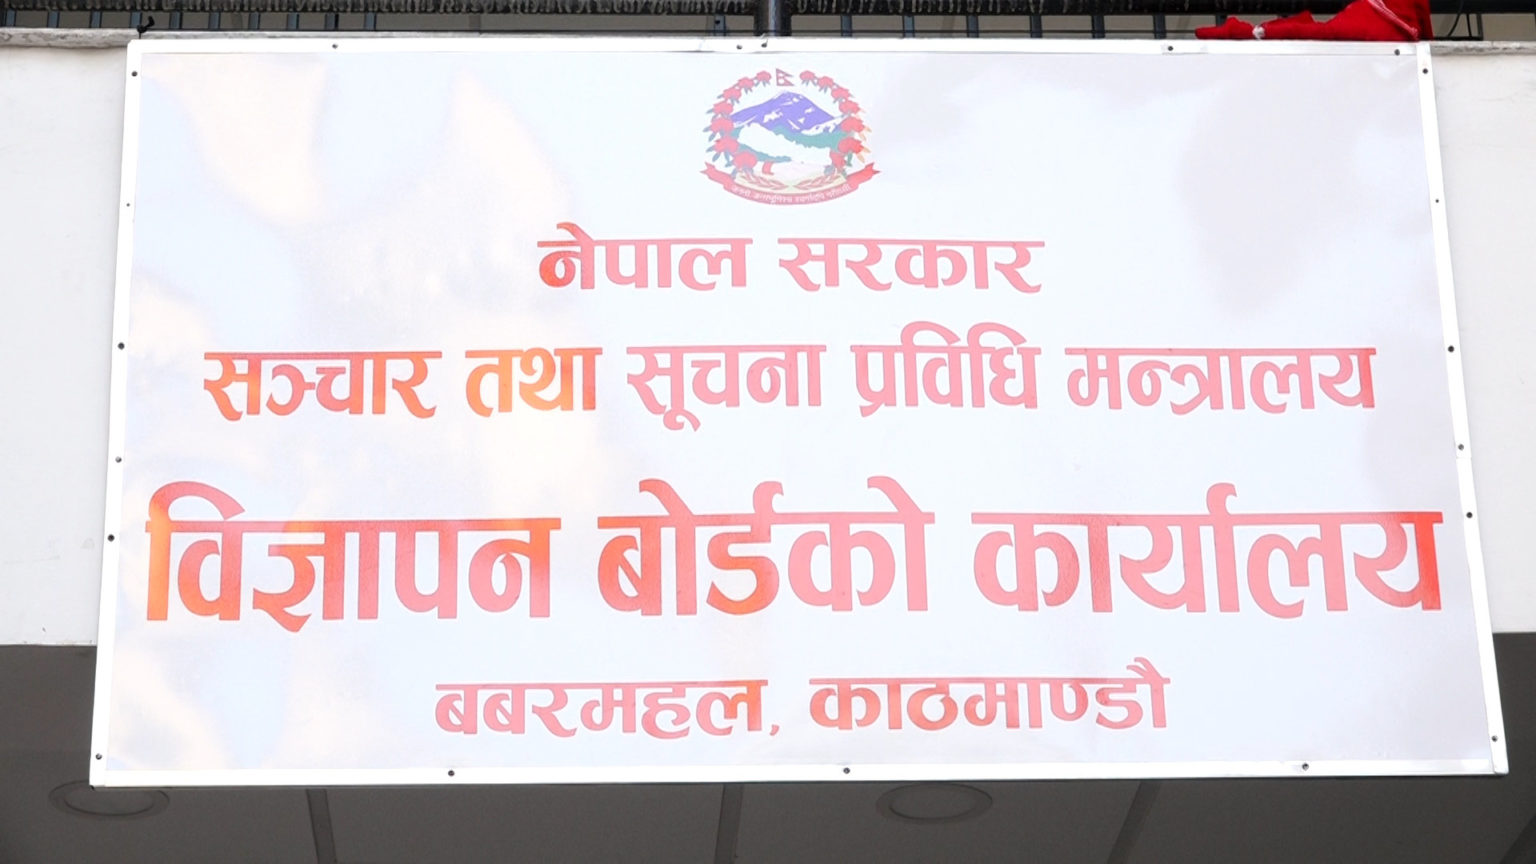 नेपाल सरकार
सञ्चार तथा सूचना प्रविधि मन्त्रालय
विज्ञापन बोर्डको कार्यालय
बबरमहल, काठमाण्डौ